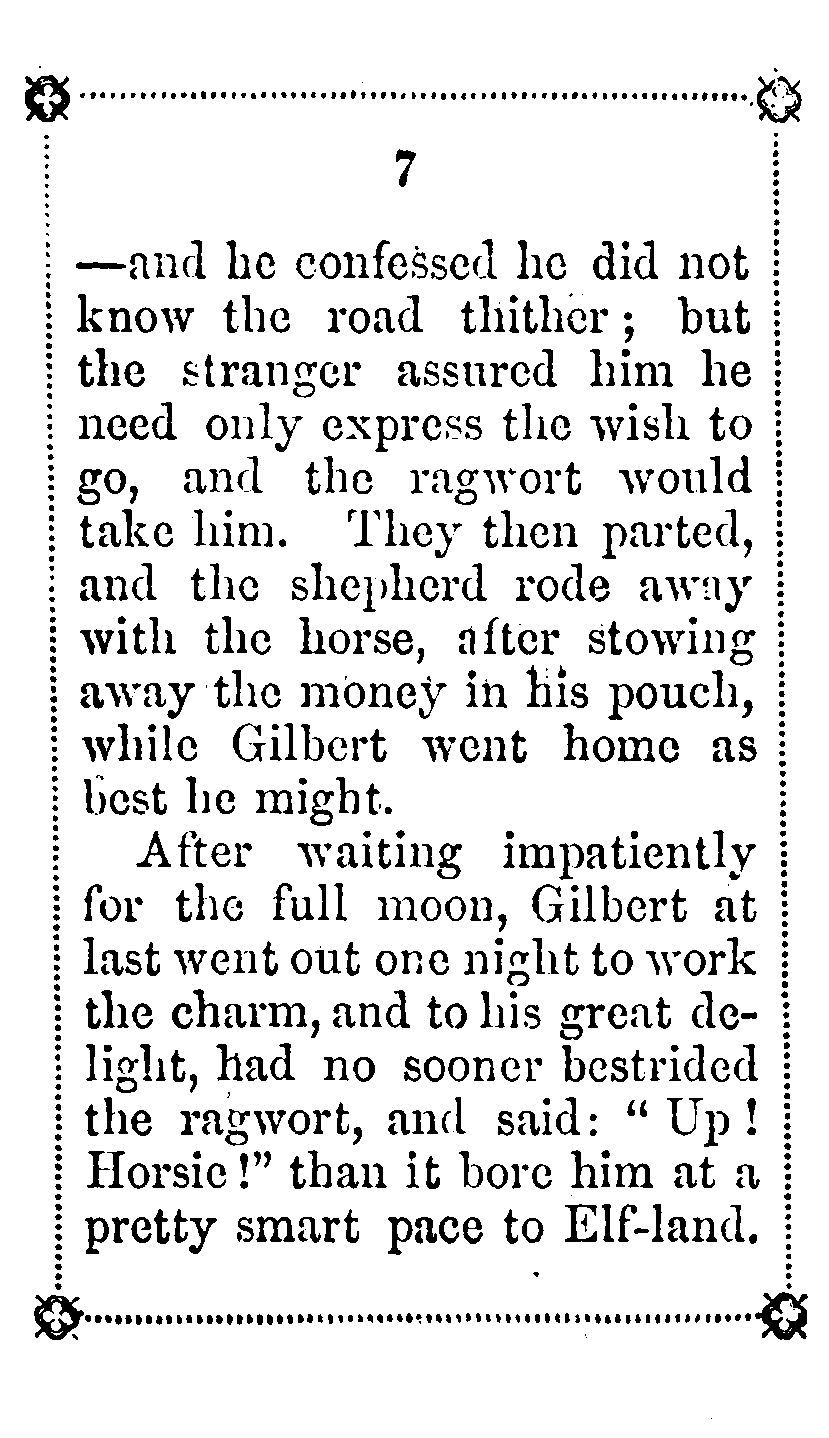 7
—and he confessed he did not
know the road thither; but
the stranger assured him he
need only express the wish to
go, and the ragwort would
take him. They then parted,
and the shepherd rode away
with the horse, after stowing
away the money in his pouch,
while Gilbert went home as
best he might.
After waiting impatiently
for the full moon, Gilbert at
last went out one night to work
the charm, and to his great de-
light, had no sooner bestrided
the ragwort, and said: “ Up!
Horsie!” than it bore him at a
pretty smart pace to Elf-land.